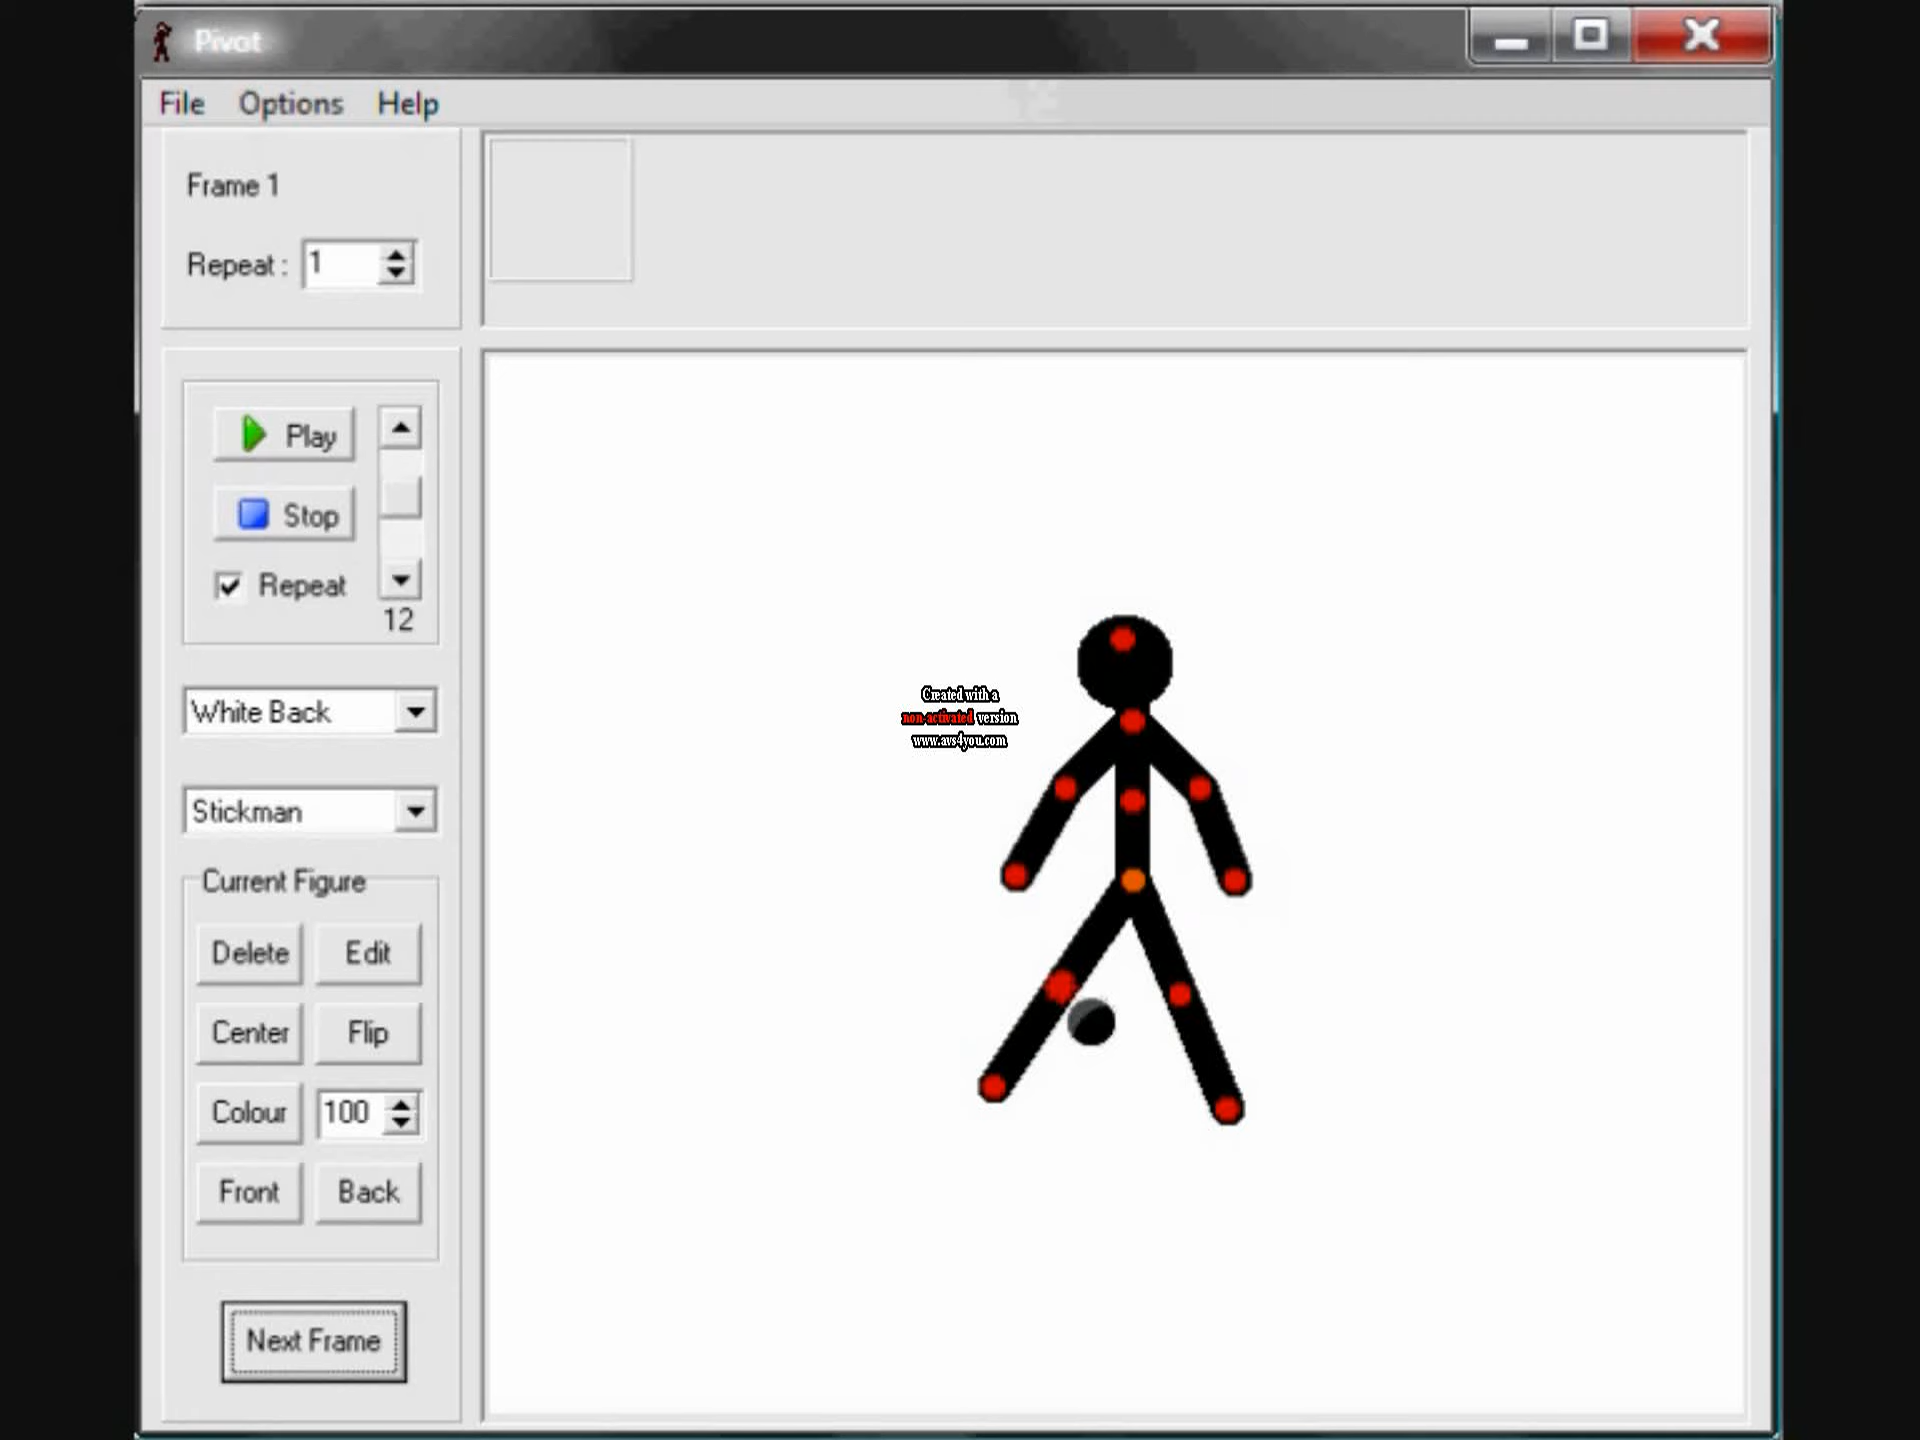 Pivot
File Options Help
Frame 1
Repeat : 1
Play
Stop
Repeat
12
White Back
Stickman
Current Figure
Delete Edit
Center Flip
Colour 100
Front Back
Next Frame
Created with a
non-activated version
www.avs4you.com